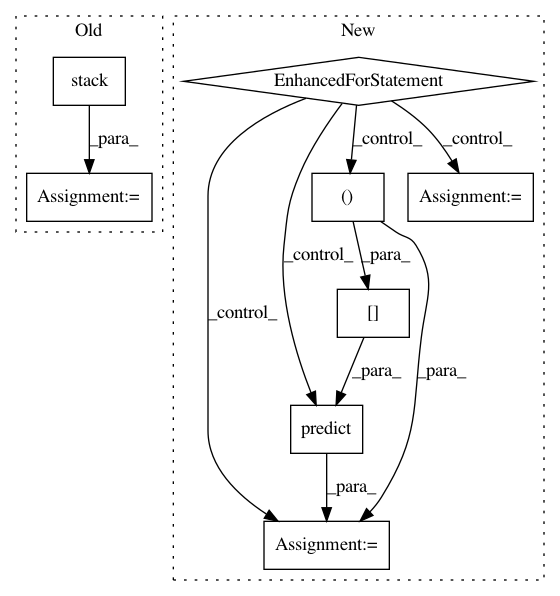 Old
New
stack
EnhancedForStatement
_para_
_control_
_control_
Assignment:=
()
Assignment:=
_control_
_para_
_control_
[]
_para_
_para_
predict
_para_
Assignment:=